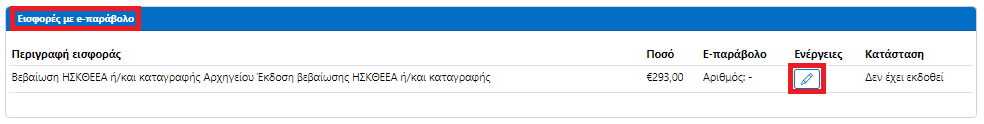 Εισφορές με e-παράβολο
Περιγραφή εισφοράς Ποσό Ε-παράβολο Ενέργειες Κατάσταση
Βεβαίωση ΗΣΚΘΕΕΑ ή/και καταγραφής Αρχηγείου Έκδοση βεβαίωσης ΗΣΚΘΕΕΑ ή/και καταγραφής €293,00 Αριθμός: - Δεν έχει εκδοθεί